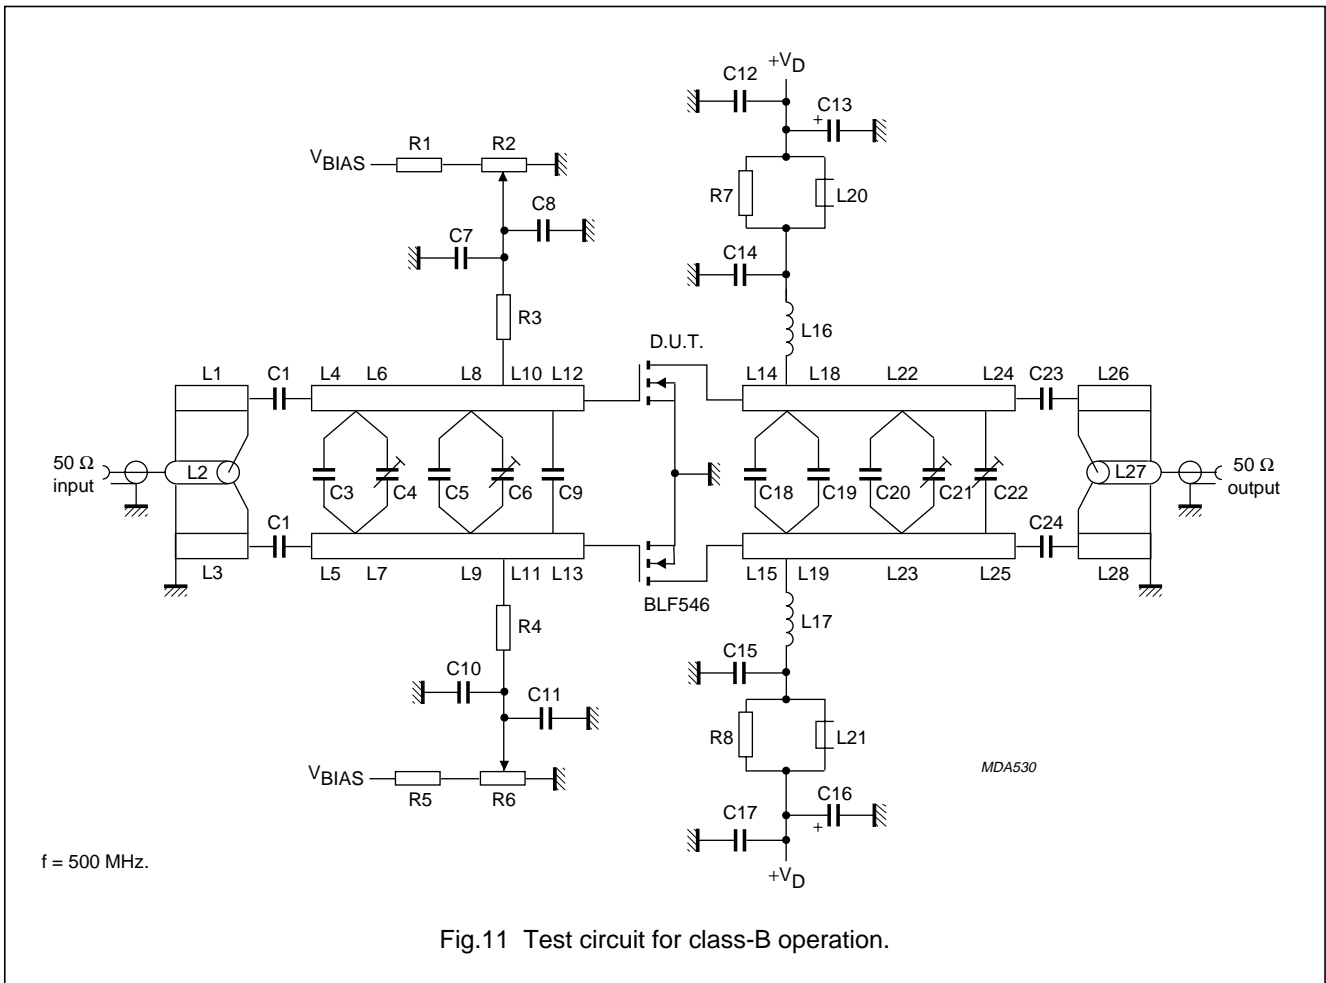 +VD
C12
C13
+
R1
R2
VBIAS
R7
L20
C8
C7
C14
R3
L16
D.U.T.
L1
C1
L4
L6
L8
L10
L12
L14
L18
L22
L24
C23
L26
50 Ω
input
L2
C3
C4
C5
C6
C9
C18
C19
C20
C21
C22
L27
50 Ω
output
C1
C24
L3
L5
L7
L9
L11
L13
L15
L19
L23
L25
L28
BLF546
R4
L17
C10
C11
C15
R8
L21
VBIAS
R5
R6
MDA530
C17
C16
+
+VD
f = 500 MHz.
Fig.11 Test circuit for class-B operation.